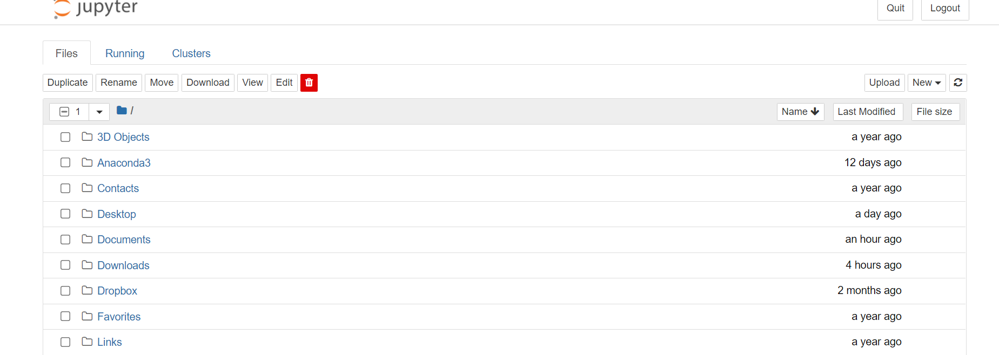 jupyter Quit Logout
Files Running Clusters
Duplicate Rename Move Download View Edit Upload New
1 / Name Last Modified File size
3D Objects a year ago
Anaconda3 12 days ago
Contacts a year ago
Desktop a day ago
Documents an hour ago
Downloads 4 hours ago
Dropbox 2 months ago
Favorites a year ago
Links a year ago